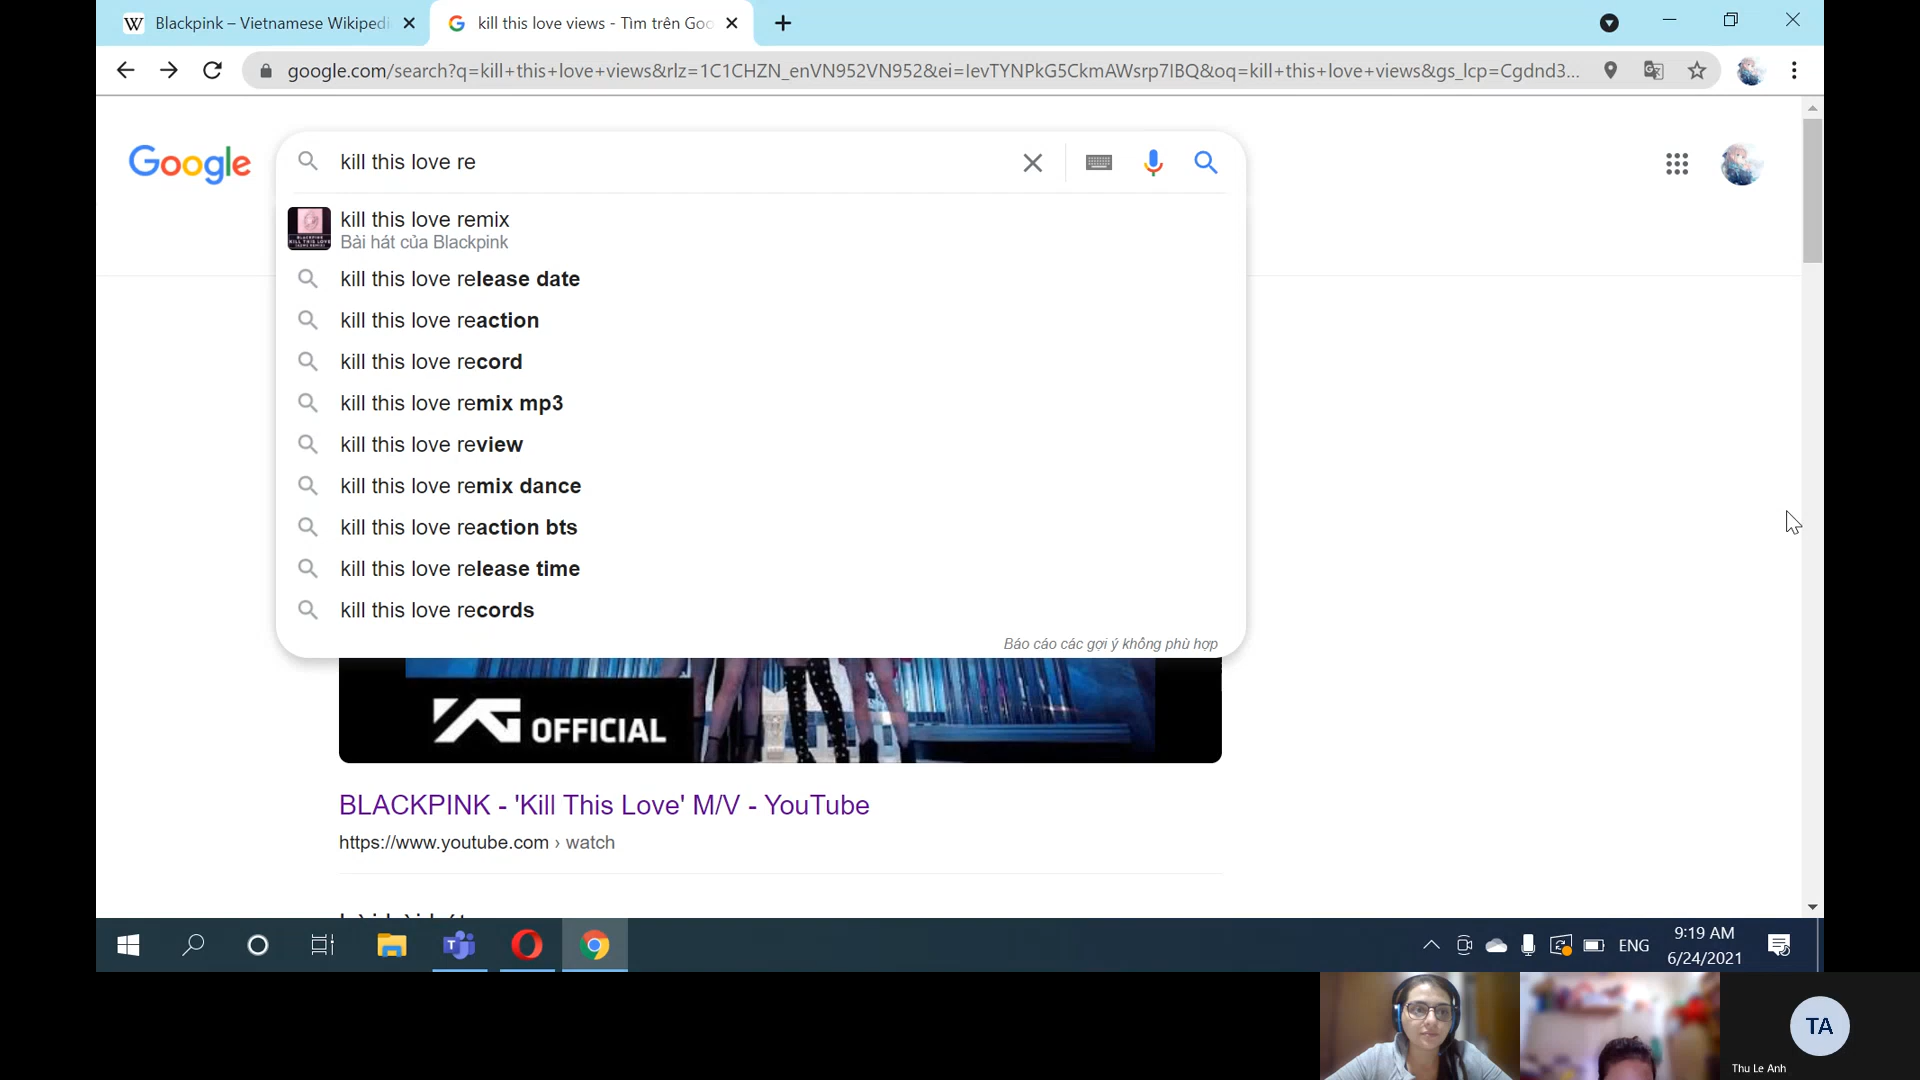 W Blackpink – Vietnamese Wikipedi
kill this love views - Tìm trên Goo
google.com/search?q=kill+this+love+views&rlz=1C1CHZN_enVN952VN952&ei=IevTYNPkG5CkmAWsrp7IBQ&oq=kill+this+love+views&gs_lcp=Cgdnd3...
Google
kill this love re
kill this love remix
Bài hát của Blackpink
kill this love release date
kill this love reaction
kill this love record
kill this love remix mp3
kill this love review
kill this love remix dance
kill this love reaction bts
kill this love release time
kill this love records
Báo cáo các gợi ý không phù hợp
YG OFFICIAL
BLACKPINK - 'Kill This Love' M/V - YouTube
https://www.youtube.com › watch
ENG
9:19 AM
6/24/2021
TA
Thu Le Anh